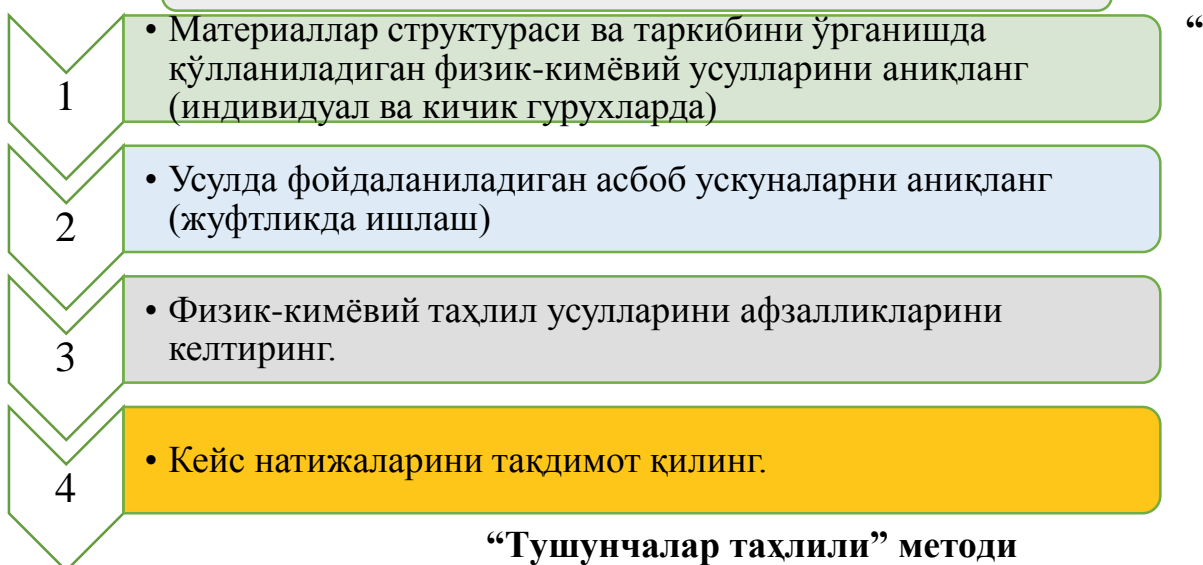 “
1
• Материаллар структураси ва таркибини ўрганишда
қўлланиладиган физик-кимёвий усулларини аниқланг
(индивидуал ва кичик гурухларда)
2
• Усулда фойдаланиладиган асбоб ускуналарни аниқланг
(жуфтликда ишлаш)
3
• Физик-кимёвий таҳлил усулларини афзалликларини
келтиринг.
4
• Кейс натижаларини тақдимот қилинг.
“Тушунчалар таҳлили” методи